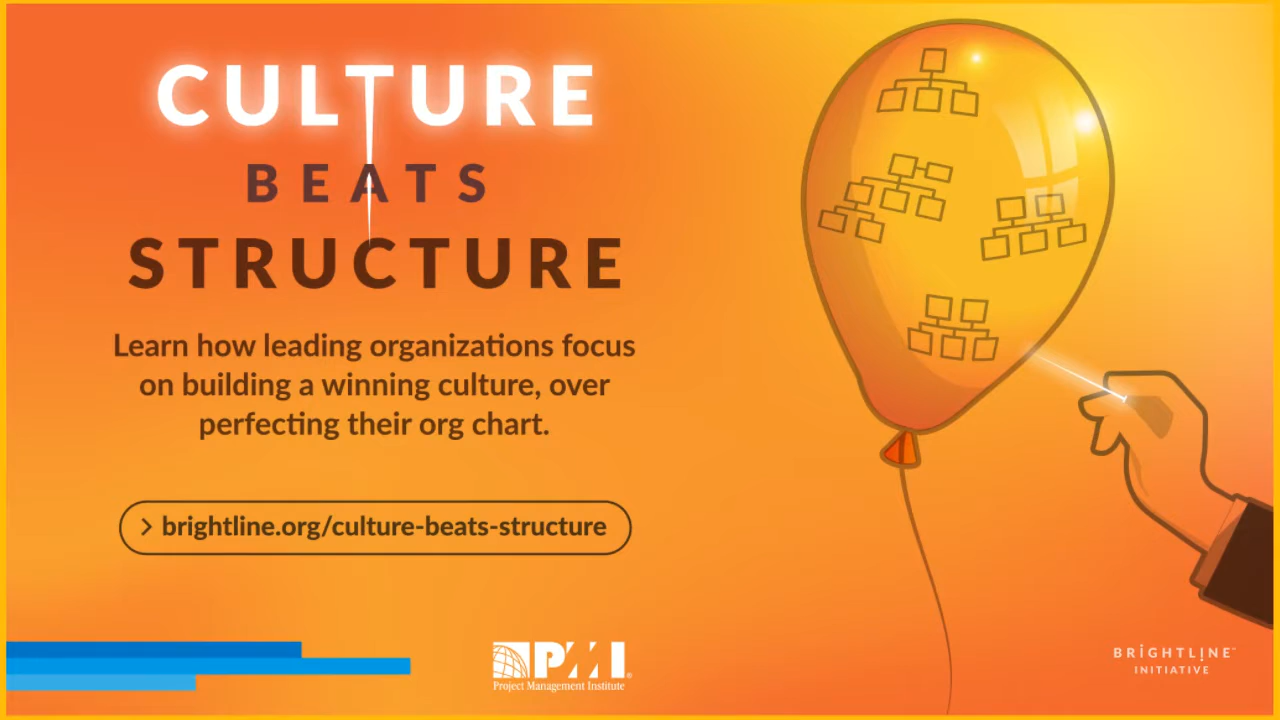 CULTURE
BEATS
STRUCTURE
Learn how leading organizations focus
on building a winning culture, over
perfecting their org chart.
> brightline.org/culture-beats-structure
PMI®
Project Management Institute
BRIGHTLINE™
INITIATIVE